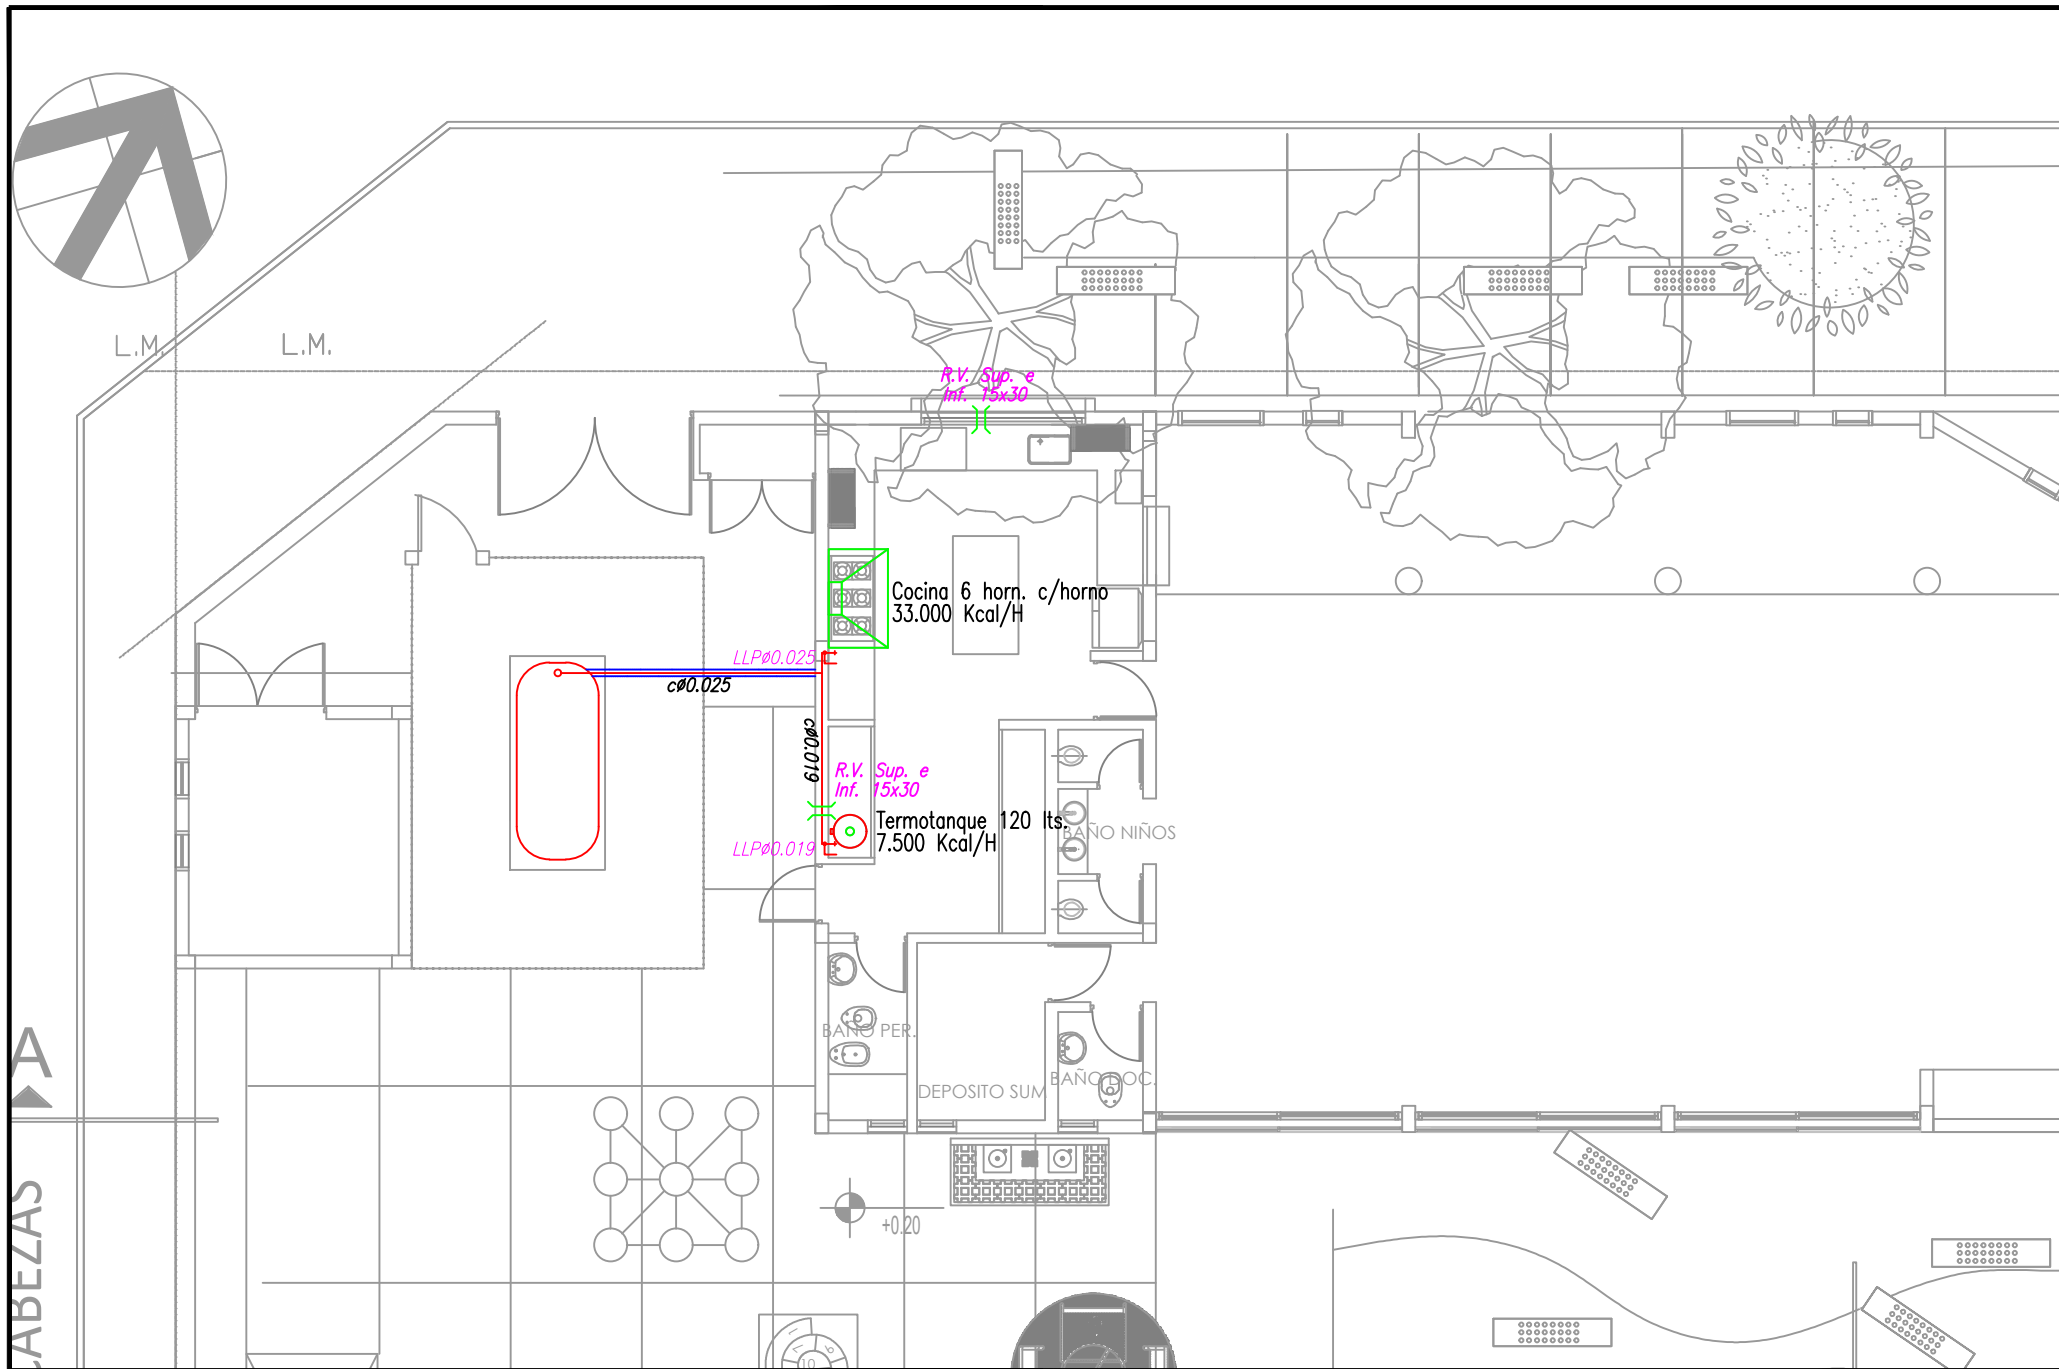 L.M.
L.M.
R.V. Sup. e
Inf. 15x30
Cocina 6 horn. c/horno
33.000 Kcal/H
LLPø0.025
cø0.025
cø0.019
R.V. Sup. e
Inf. 15x30
Termotanque 120 lts.
7.500 Kcal/H
LLPø0.019
BAÑO NIÑOS
BAÑO PER.
DEPOSITO SUM
BAÑO DOC.
A
CABEZAS
+0.20
10